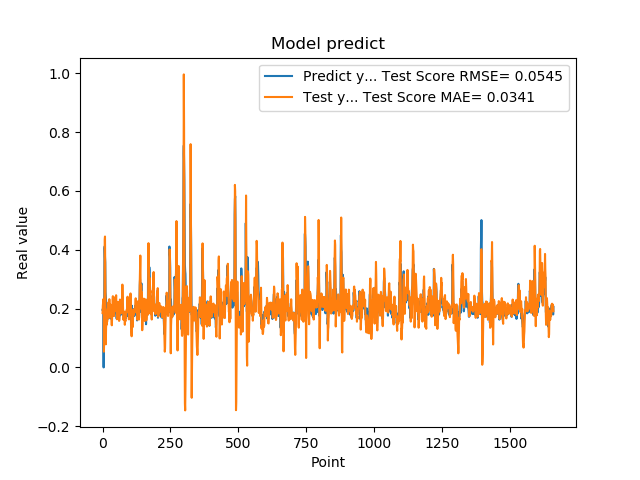 Model predict
Predict y... Test Score RMSE= 0.0545
Test y... Test Score MAE= 0.0341
Real value
1.0
0.8
0.6
0.4
0.2
0.0
−0.2
0 250 500 750 1000 1250 1500
Point